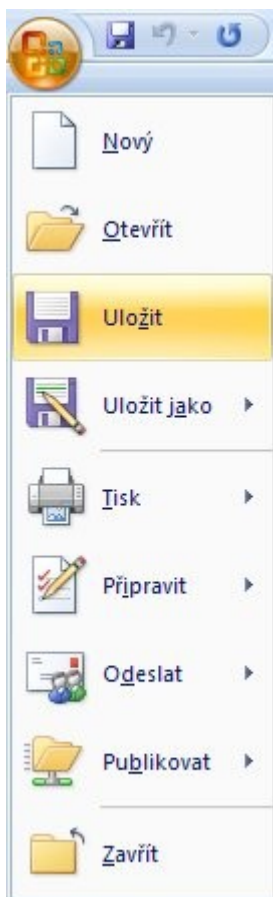 Nový
Otevřít
Uložit
Uložit jako
Tisk
Připravit
Odeslat
Publikovat
Zavřít